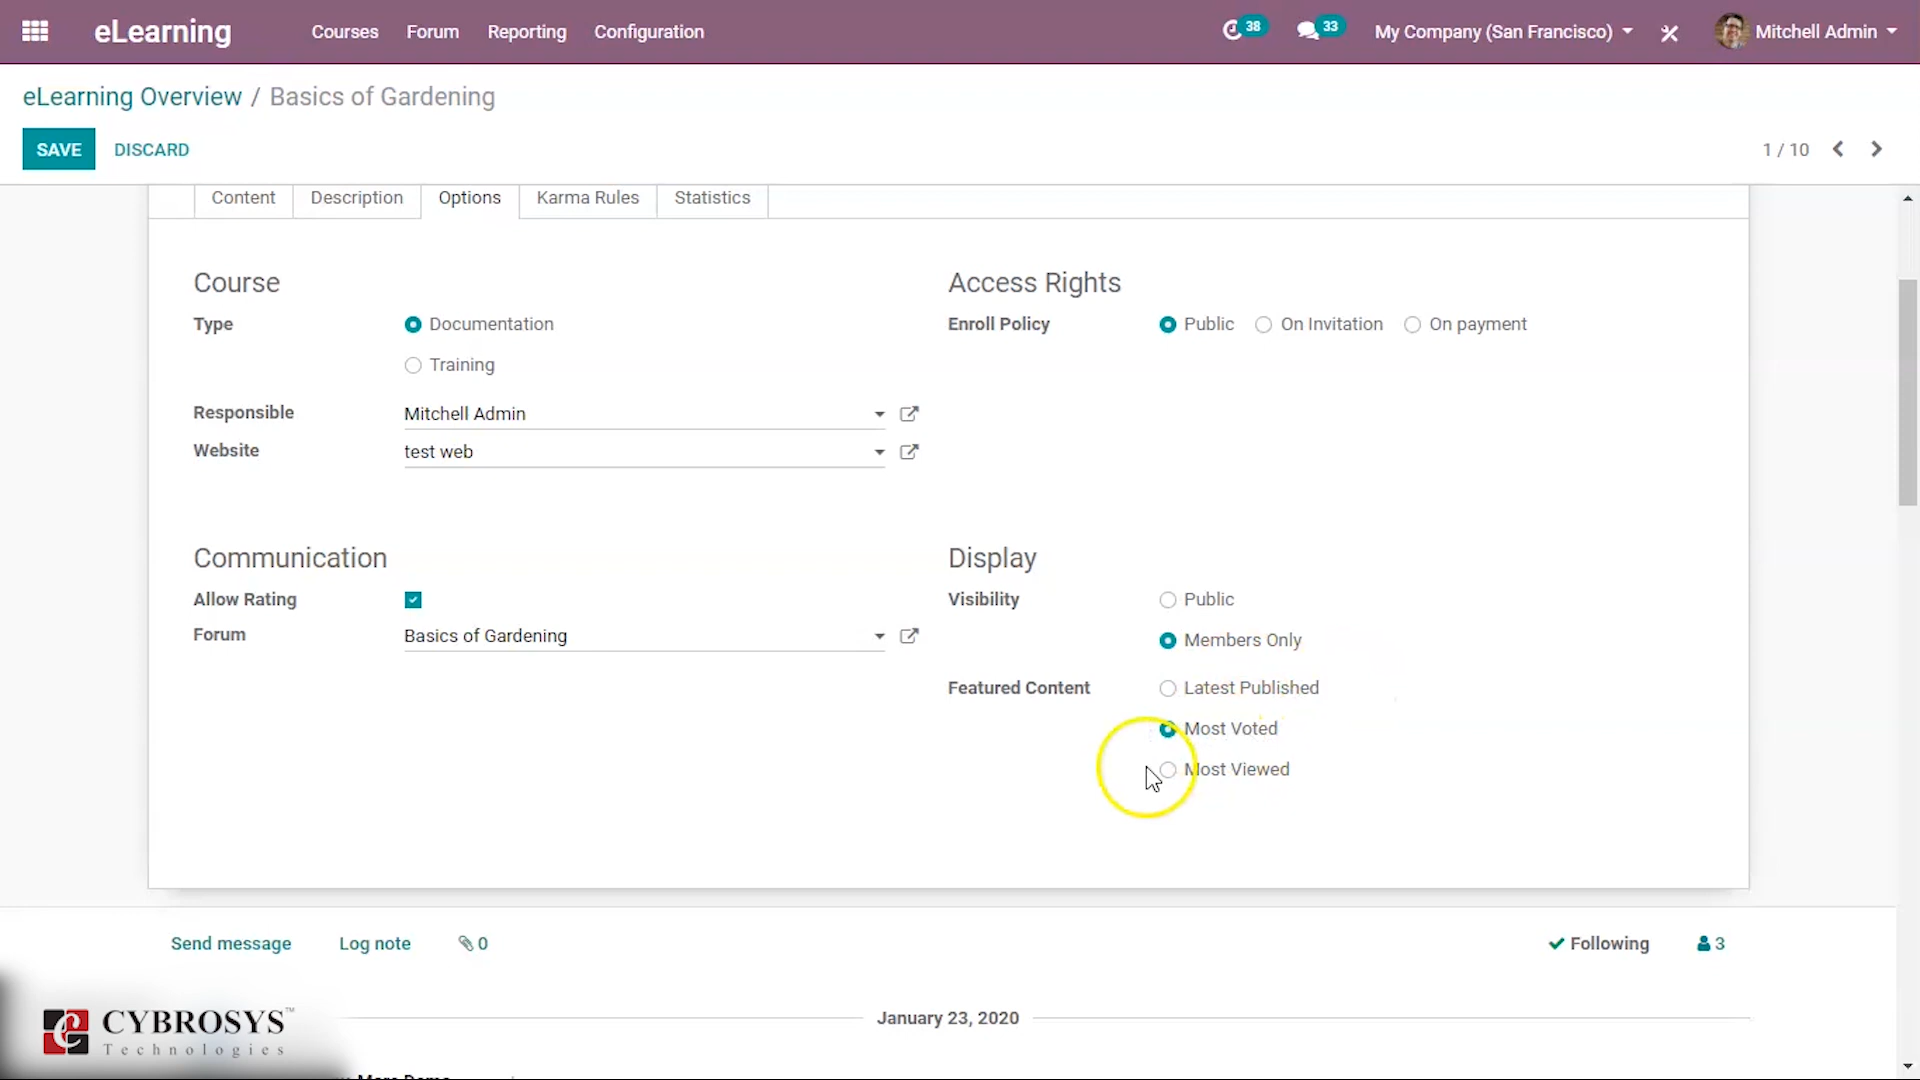 eLearning Courses Forum Reporting Configuration 38 33 My Company (San Francisco) Mitchell Admin
eLearning Overview / Basics of Gardening
SAVE DISCARD 1 / 10
Content Description Options Karma Rules Statistics
Course Access Rights
Type Documentation Enroll Policy Public On Invitation On payment
Training
Responsible Mitchell Admin
Website test web
Communication Display
Allow Rating Visibility Public
Forum Basics of Gardening
Members Only
Featured Content Latest Published
Most Voted
Most Viewed
Send message Log note 0 Following 3
CYBROSYS™
Technologies
January 23, 2020